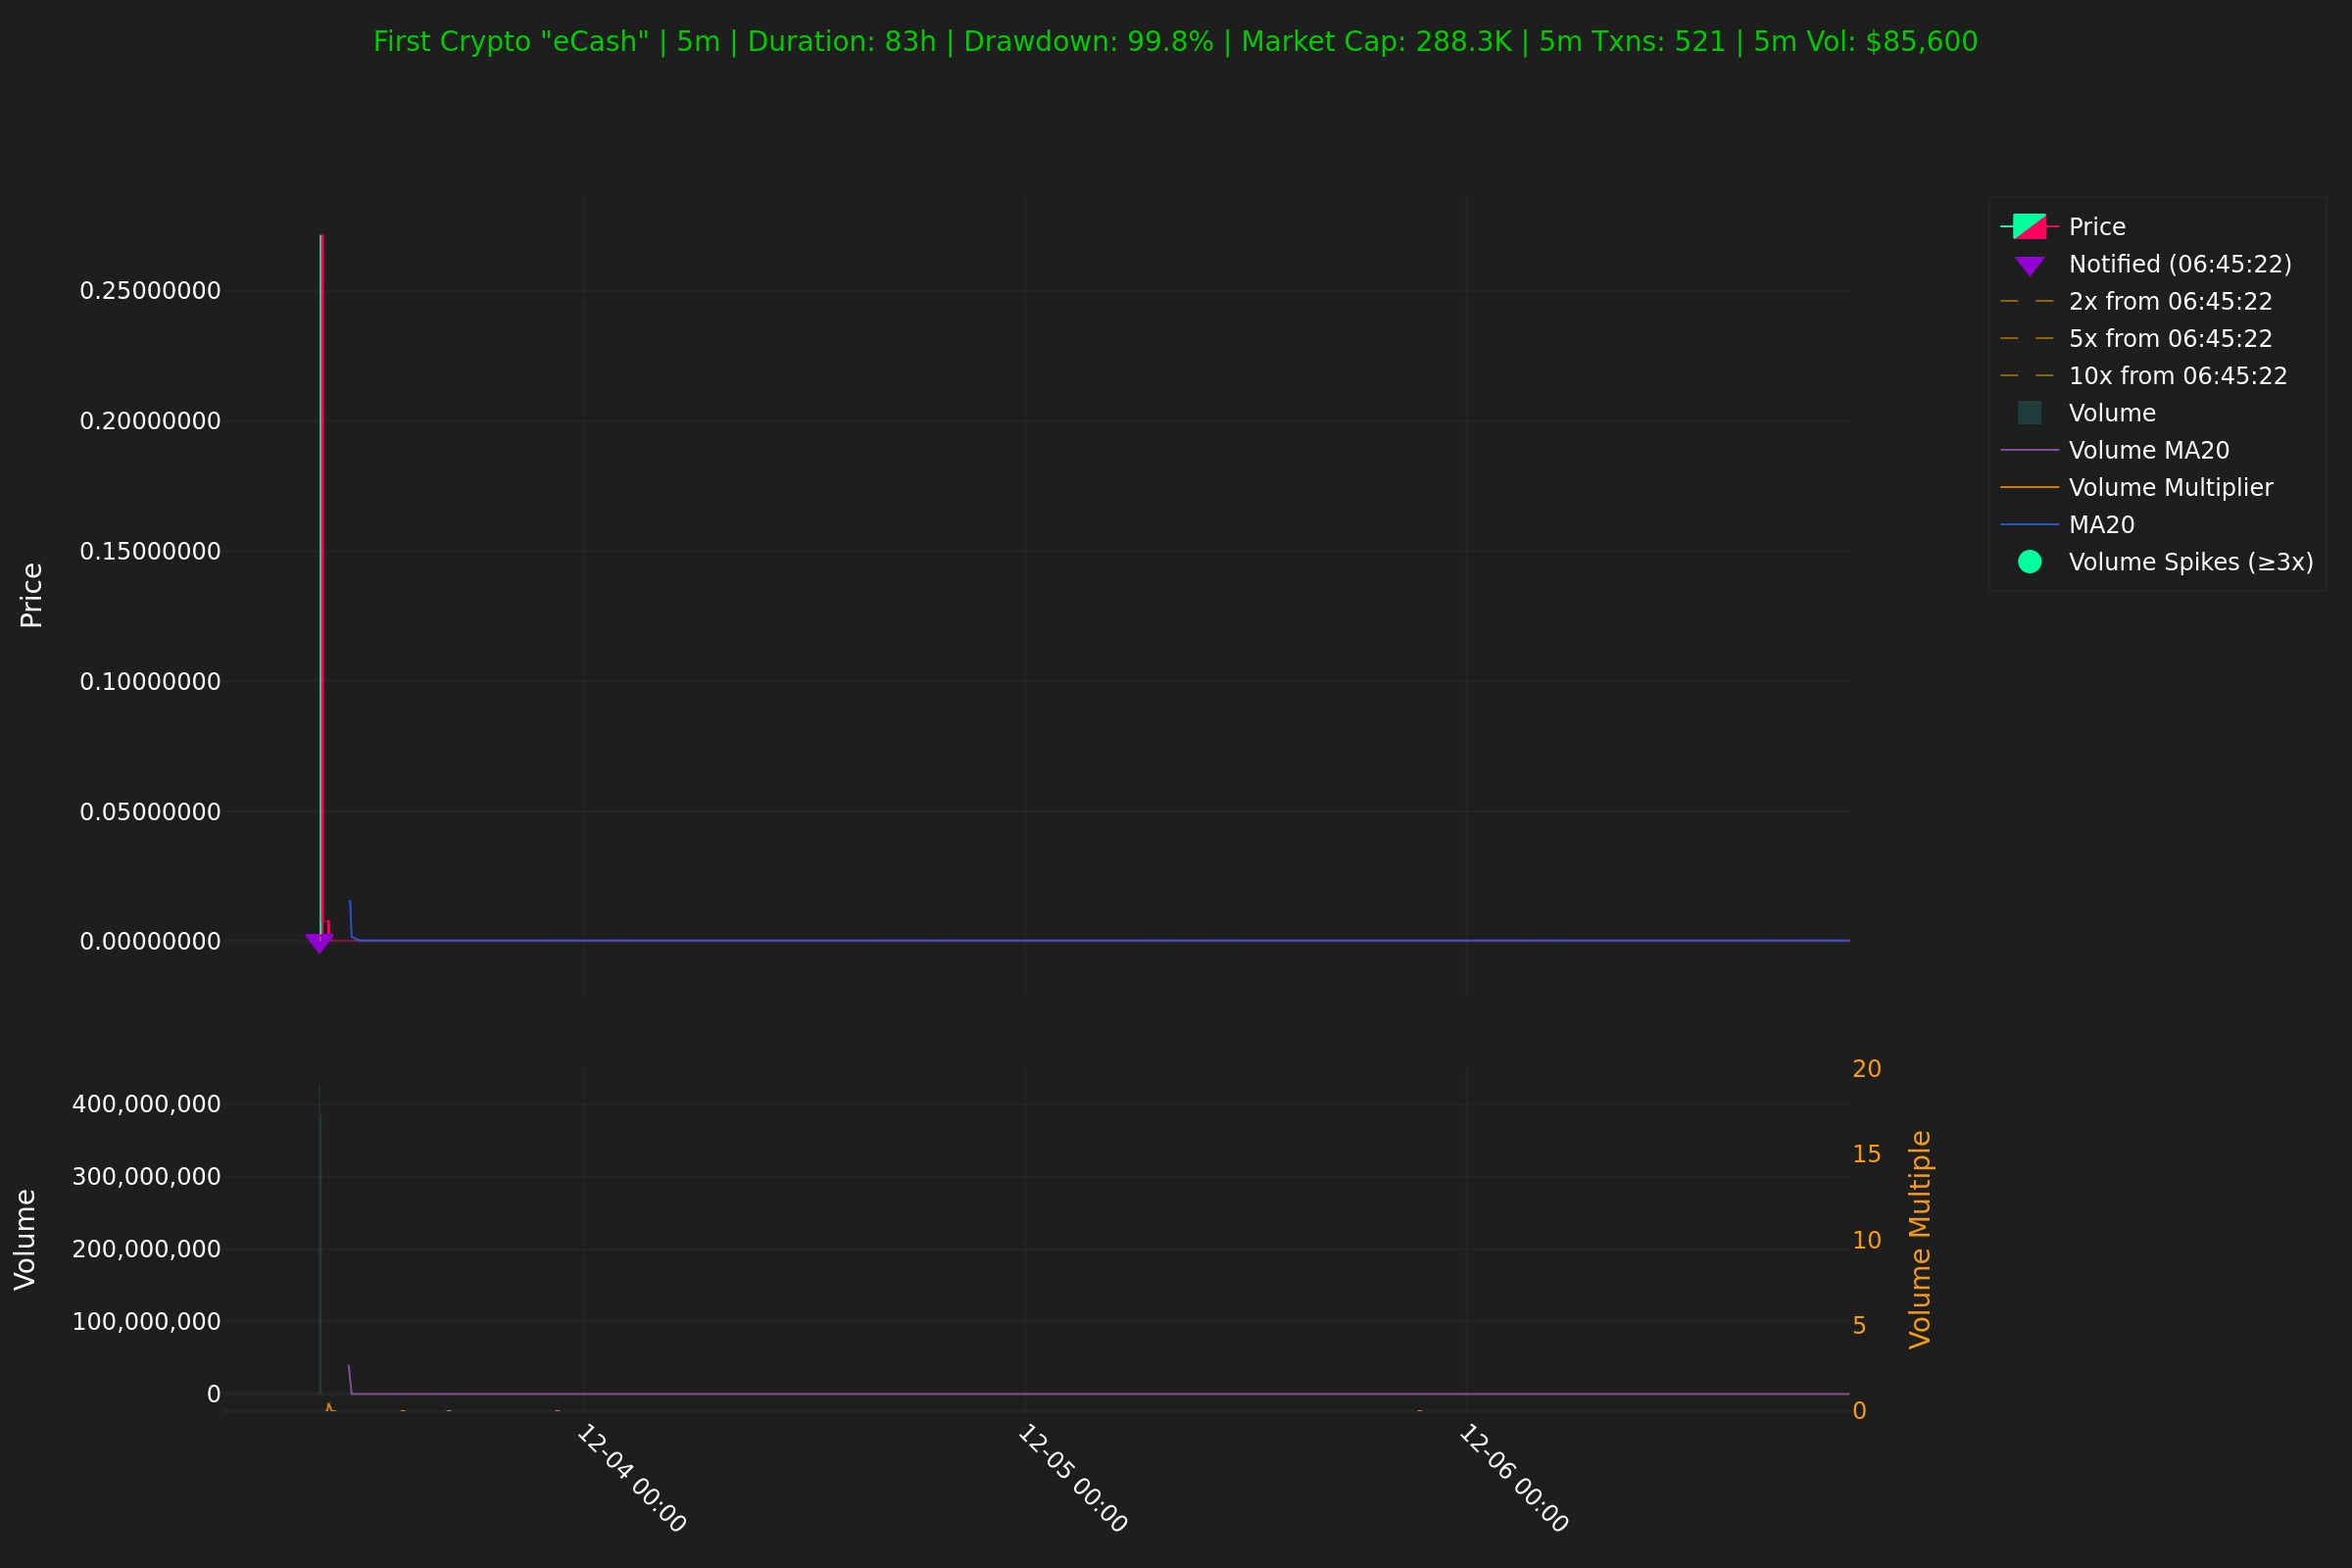 First Crypto "eCash" | 5m | Duration: 83h | Drawdown: 99.8% | Market Cap: 288.3K | 5m Txns: 521 | 5m Vol: $85,600
Price
0.25000000
0.20000000
0.15000000
0.10000000
0.05000000
0.00000000
Price
Notified (06:45:22)
2x from 06:45:22
5x from 06:45:22
10x from 06:45:22
Volume
Volume MA20
Volume Multiplier
MA20
Volume Spikes (≥3x)
Volume
400,000,000
300,000,000
200,000,000
100,000,000
0
20
15
10
5
0
Volume Multiple
12-04 00:00
12-05 00:00
12-06 00:00